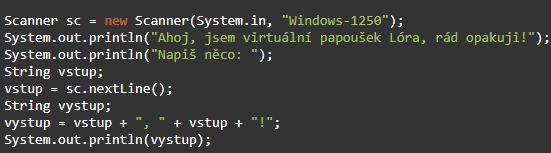 Scanner sc = new Scanner(System.in, "Windows-1250");
System.out.println("Ahoj, jsem virtuální papoušek Lóra, rád opakuji!");
System.out.println("Napiš něco: ");
String vstup;
vstup = sc.nextLine();
String vystup;
vystup = vstup + ", " + vstup + "!";
System.out.println(vystup);